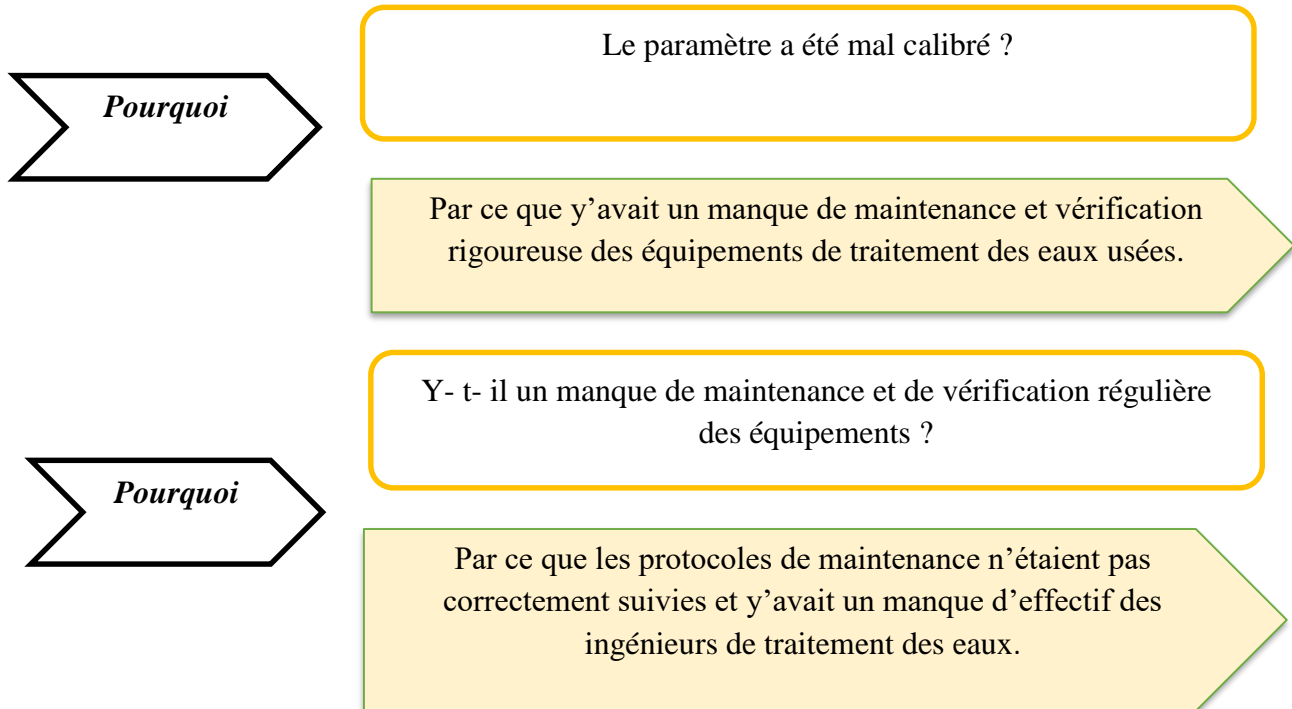 Le paramètre a été mal calibré ?
Pourquoi
Par ce que y’avait un manque de maintenance et vérification
rigoureuse des équipements de traitement des eaux usées.
Y- t- il un manque de maintenance et de vérification régulière
des équipements ?
Pourquoi
Par ce que les protocoles de maintenance n’étaient pas
correctement suivies et y’avait un manque d’effectif des
ingénieurs de traitement des eaux.